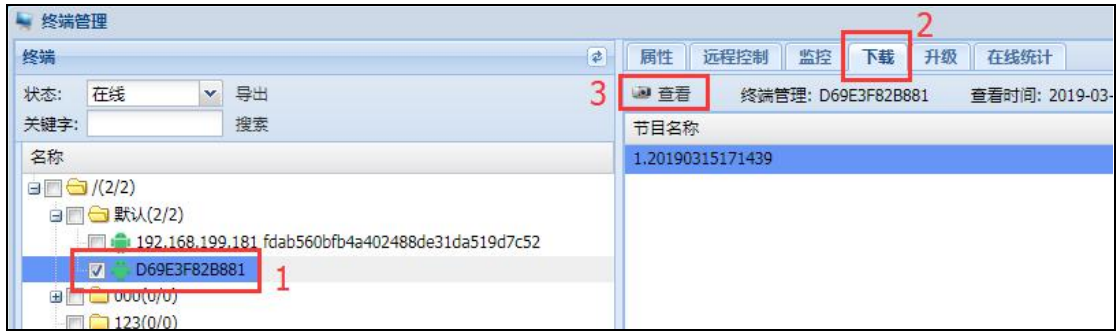 终端管理
2
终端
属性 远程控制 监控 下载 升级 在线统计
状态: 在线 导出
3
查看 终端管理: D69E3F82B881 查看时间: 2019-03-
关键字: 搜索
节目名称
名称
1.20190315171439
/(2/2)
默认(2/2)
192.168.199.181 fdab560bfb4a402488de31da519d7c52
D69E3F82B881
1
000(0/0)
123(0/0)